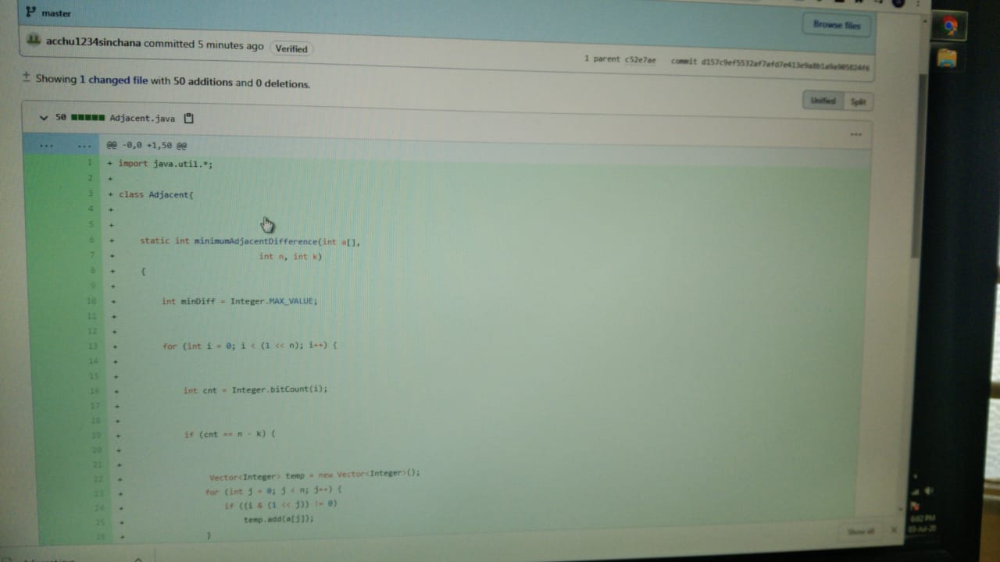 master
Browse files
acchu1234sinchana committed 5 minutes ago Verified
1 parent c52e7ae commit
± Showing 1 changed file with 50 additions and 0 deletions.
Unified Split
50 Adjacent.java
... ... @@ -0,0 +1,50 @@
1 + import java.util.*;
2 +
3 + class Adjacent{
4 +
5 +
6 + static int minimumAdjacentDifference(int a[],
7 + int n, int k)
8 + {
9 +
10 + int minDiff = Integer.MAX_VALUE;
11 +
12 +
13 + for (int i = 0; i < (1 << n); i++) {
14 +
15 +
16 + int cnt = Integer.bitCount(i);
17 +
18 +
19 + if (cnt == n - k) {
20 +
21 +
22 + Vector<Integer> temp = new Vector<Integer>();
23 + for (int j = 0; j < n; j++) {
24 + if ((i & (1 << j)) != 0)
25 + temp.add(a[j]);
26 + }
Show all
6:02 PM
03-Jul-20